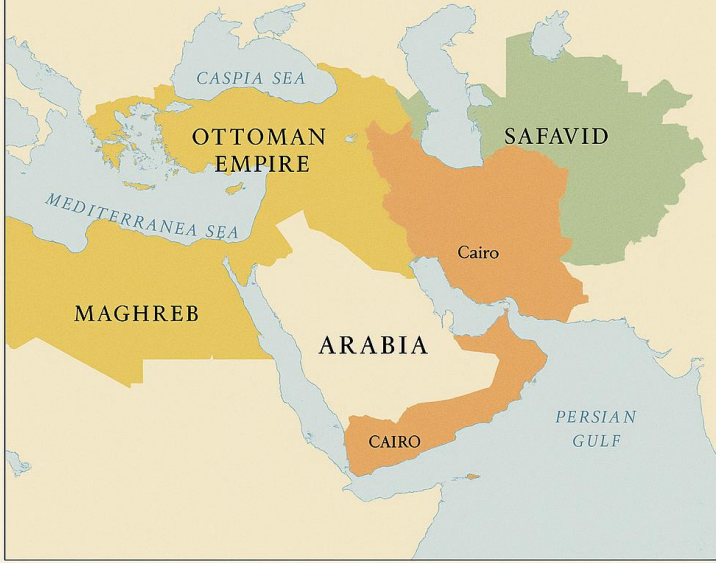 CASPIA SEA
OTTOMAN
EMPIRE
SAFAVID
MEDITERRANEA SEA
Cairo
MAGHREB
ARABIA
PERSIAN
GULF
CAIRO